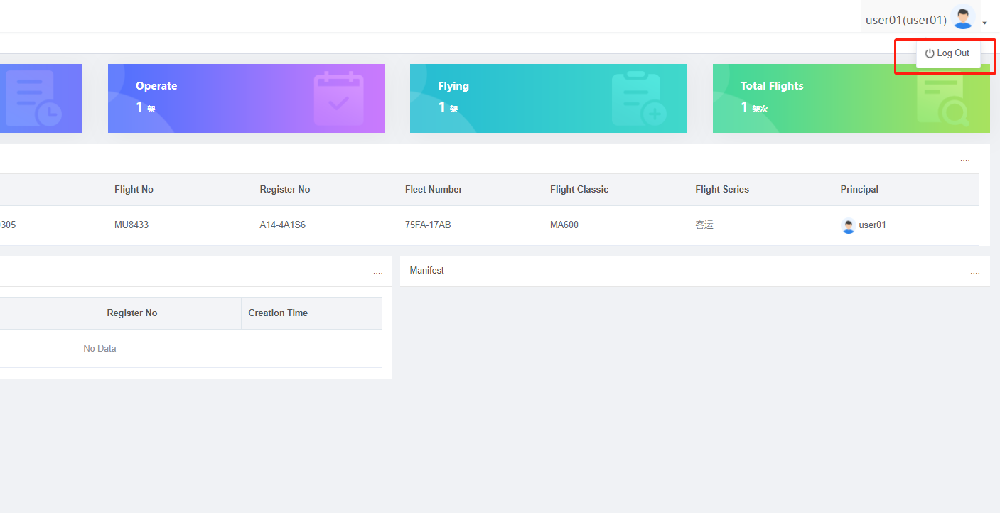 user01(user01)
Log Out
Operate
1 架
Flying
1 架
Total Flights
1 架次
....
Flight No
Register No
Fleet Number
Flight Classic
Flight Series
Principal
305
MU8433
A14-4A1S6
75FA-17AB
MA600
客运
user01
....
Manifest
....
Register No
Creation Time
No Data